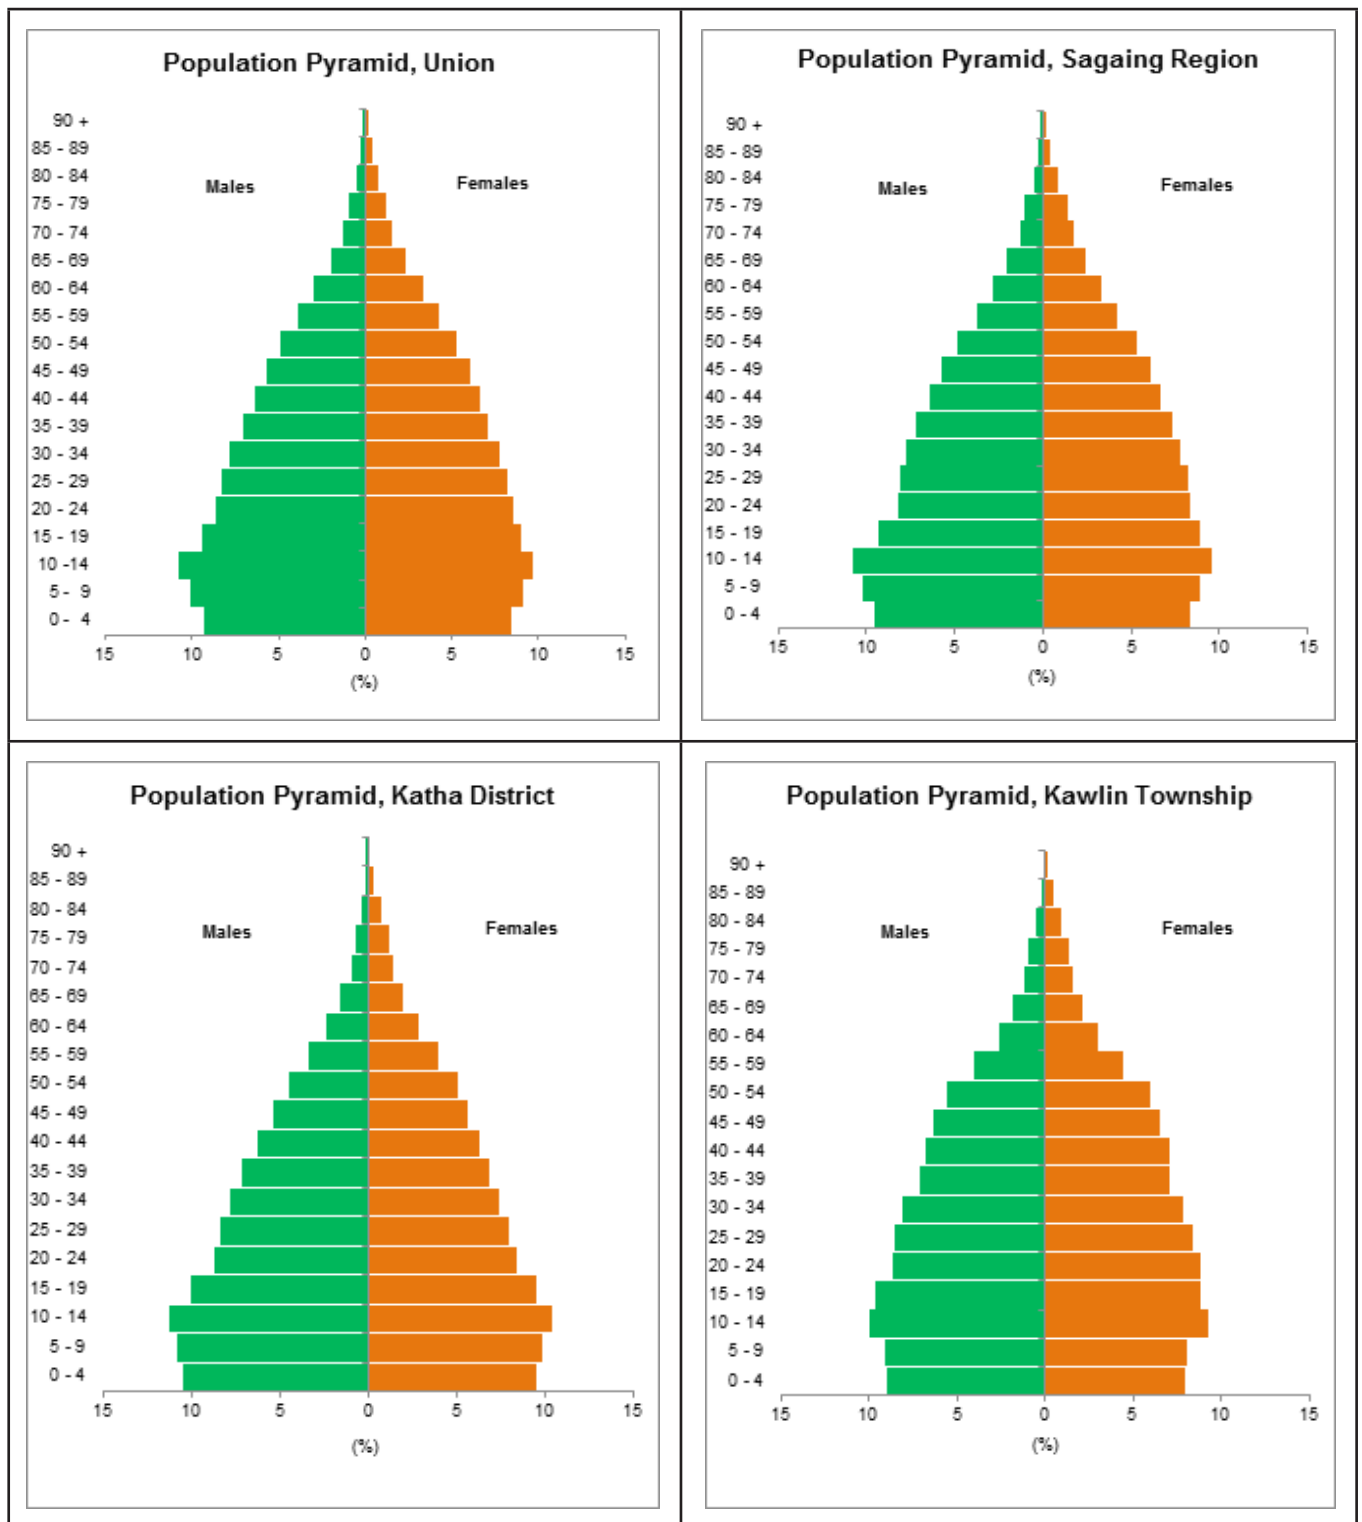 Population Pyramid, Union
90 +
85 - 89
80 - 84
75 - 79
70 - 74
65 - 69
60 - 64
55 - 59
50 - 54
45 - 49
40 - 44
35 - 39
30 - 34
25 - 29
20 - 24
15 - 19
10 -14
5 - 9
0 - 4
Males
Females
15 10 5 0 5 10 15
(%)
Population Pyramid, Sagaing Region
90 +
85 - 89
80 - 84
75 - 79
70 - 74
65 - 69
60 - 64
55 - 59
50 - 54
45 - 49
40 - 44
35 - 39
30 - 34
25 - 29
20 - 24
15 - 19
10 - 14
5 - 9
0 - 4
Males
Females
15 10 5 0 5 10 15
(%)
Population Pyramid, Katha District
90 +
85 - 89
80 - 84
75 - 79
70 - 74
65 - 69
60 - 64
55 - 59
50 - 54
45 - 49
40 - 44
35 - 39
30 - 34
25 - 29
20 - 24
15 - 19
10 - 14
5 - 9
0 - 4
Males
Females
15 10 5 0 5 10 15
(%)
Population Pyramid, Kawlin Township
90 +
85 - 89
80 - 84
75 - 79
70 - 74
65 - 69
60 - 64
55 - 59
50 - 54
45 - 49
40 - 44
35 - 39
30 - 34
25 - 29
20 - 24
15 - 19
10 - 14
5 - 9
0 - 4
Males
Females
15 10 5 0 5 10 15
(%)